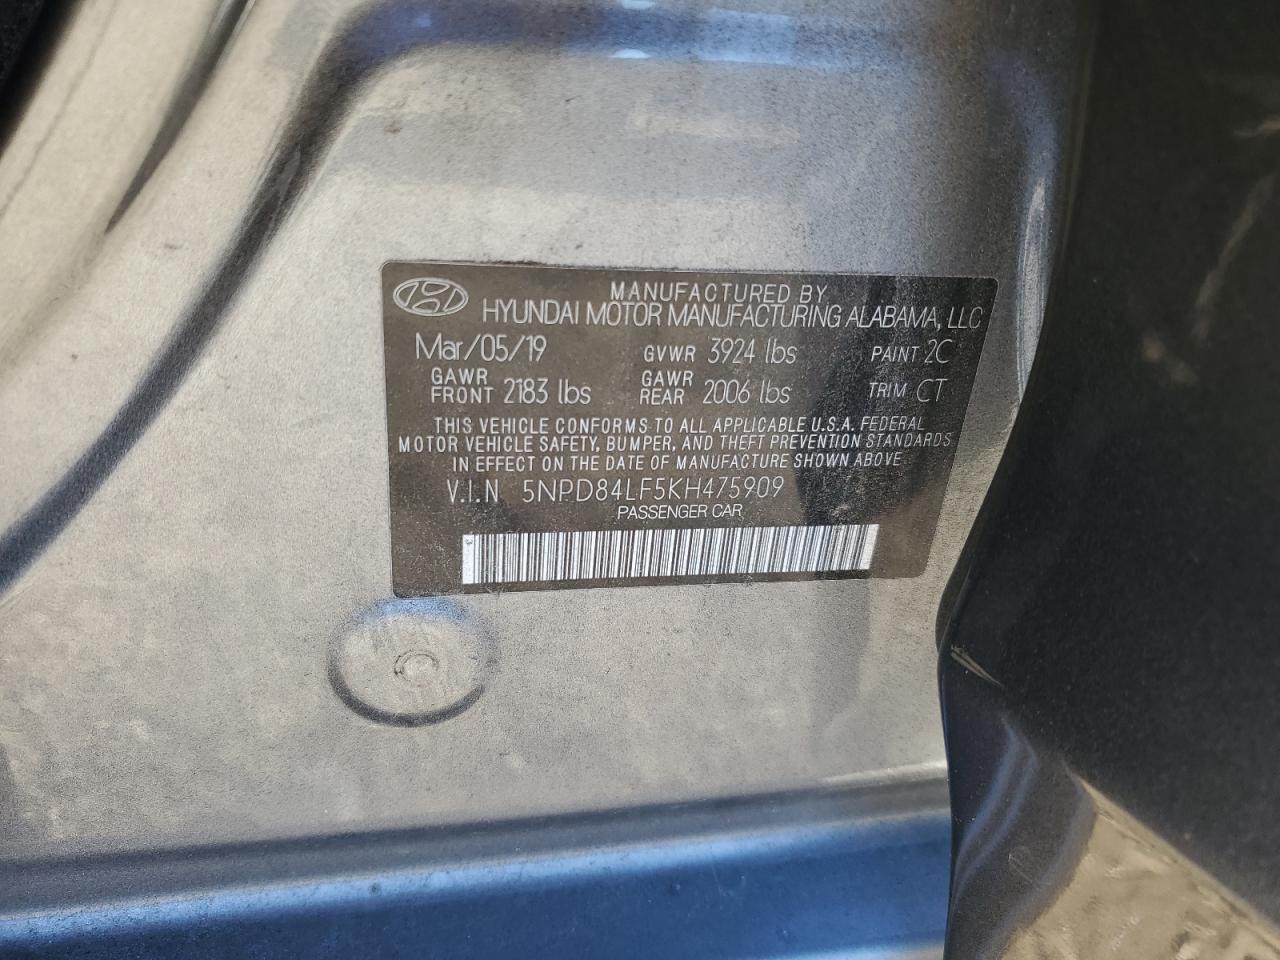 MANUFACTURED BY
HYUNDAI MOTOR MANUFACTURING ALABAMA, LLC
Mar/05/19 GVWR 3924 lbs PAINT 2C
GAWR FRONT 2183 lbs GAWR REAR 2006 lbs TRIM CT
THIS VEHICLE CONFORMS TO ALL APPLICABLE U.S.A. FEDERAL
MOTOR VEHICLE SAFETY, BUMPER, AND THEFT PREVENTION STANDARDS
IN EFFECT ON THE DATE OF MANUFACTURE SHOWN ABOVE
V.I.N 5NPD84LF5KH475909
PASSENGER CAR